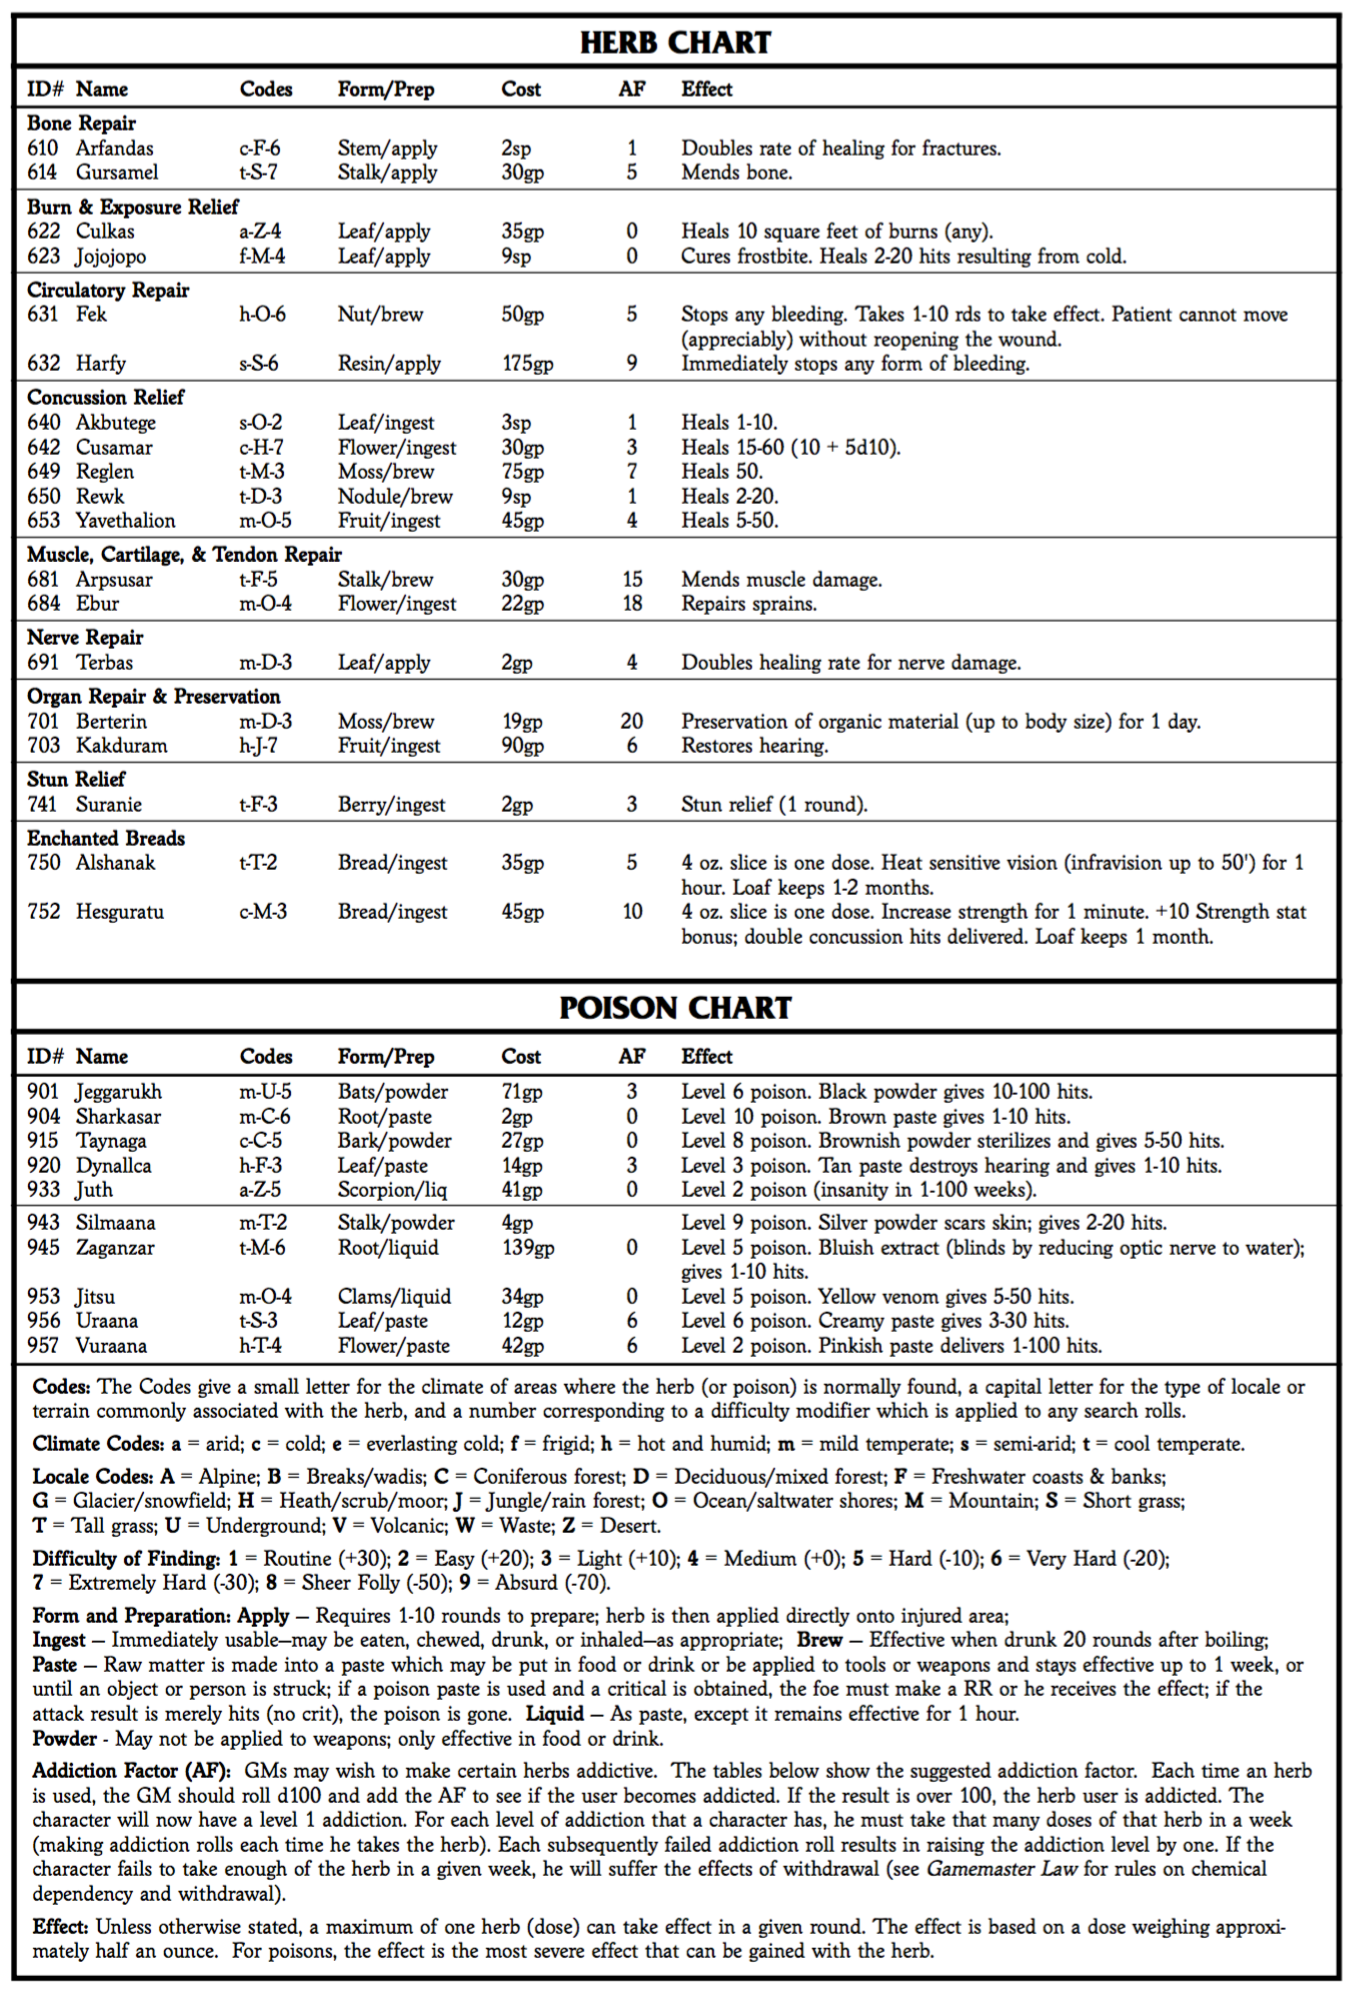 HERB CHART
ID# Name Codes Form/Prep Cost AF Effect
Bone Repair
610 Arfandas c-F-6 Stem/apply 2sp 1 Doubles rate of healing for fractures.
614 Gursamel t-S-7 Stalk/apply 30gp 5 Mends bone.
Burn & Exposure Relief
622 Culkas a-Z-4 Leaf/apply 35gp 0 Heals 10 square feet of burns (any).
623 Jojojopo f-M-4 Leaf/apply 9sp 0 Cures frostbite. Heals 2-20 hits resulting from cold.
Circulatory Repair
631 Fek h-O-6 Nut/brew 50gp 5 Stops any bleeding. Takes 1-10 rds to take effect. Patient cannot move
(appreciably) without reopening the wound.
632 Harfy s-S-6 Resin/apply 175gp 9 Immediately stops any form of bleeding.
Concussion Relief
640 Akbutege s-O-2 Leaf/ingest 3sp 1 Heals 1-10.
642 Cusamar c-H-7 Flower/ingest 30gp 3 Heals 15-60 (10 + 5d10).
649 Reglen t-M-3 Moss/brew 75gp 7 Heals 50.
650 Rewk t-D-3 Nodule/brew 9sp 1 Heals 2-20.
653 Yavethalion m-O-5 Fruit/ingest 45gp 4 Heals 5-50.
Muscle, Cartilage, & Tendon Repair
681 Arpsusar t-F-5 Stalk/brew 30gp 15 Mends muscle damage.
684 Ebur m-O-4 Flower/ingest 22gp 18 Repairs sprains.
Nerve Repair
691 Terbas m-D-3 Leaf/apply 2gp 4 Doubles healing rate for nerve damage.
Organ Repair & Preservation
701 Berterin m-D-3 Moss/brew 19gp 20 Preservation of organic material (up to body size) for 1 day.
703 Kakduram h-J-7 Fruit/ingest 90gp 6 Restores hearing.
Stun Relief
741 Suranie t-F-3 Berry/ingest 2gp 3 Stun relief (1 round).
Enchanted Breads
750 Alshanak t-T-2 Bread/ingest 35gp 5 4 oz. slice is one dose. Heat sensitive vision (infravision up to 50') for 1
hour. Loaf keeps 1-2 months.
752 Hesguratu c-M-3 Bread/ingest 45gp 10 4 oz. slice is one dose. Increase strength for 1 minute. +10 Strength stat
bonus; double concussion hits delivered. Loaf keeps 1 month.
POISON CHART
ID# Name Codes Form/Prep Cost AF Effect
901 Jeggarukh m-U-5 Bats/powder 71gp 3 Level 6 poison. Black powder gives 10-100 hits.
904 Sharkasar m-C-6 Root/paste 2gp 0 Level 10 poison. Brown paste gives 1-10 hits.
915 Taynaga c-C-5 Bark/powder 27gp 0 Level 8 poison. Brownish powder sterilizes and gives 5-50 hits.
920 Dynallca h-F-3 Leaf/paste 14gp 3 Level 3 poison. Tan paste destroys hearing and gives 1-10 hits.
933 Juth a-Z-5 Scorpion/liq 41gp 0 Level 2 poison (insanity in 1-100 weeks).
943 Silmaana m-T-2 Stalk/powder 4gp Level 9 poison. Silver powder scars skin; gives 2-20 hits.
945 Zaganzar t-M-6 Root/liquid 139gp 0 Level 5 poison. Bluish extract (blinds by reducing optic nerve to water);
gives 1-10 hits.
953 Jitsu m-O-4 Clams/liquid 34gp 0 Level 5 poison. Yellow venom gives 5-50 hits.
956 Uraana t-S-3 Leaf/paste 12gp 6 Level 6 poison. Creamy paste gives 3-30 hits.
957 Vuraana h-T-4 Flower/paste 42gp 6 Level 2 poison. Pinkish paste delivers 1-100 hits.
Codes: The Codes give a small letter for the climate of areas where the herb (or poison) is normally found, a capital letter for the type of locale or
terrain commonly associated with the herb, and a number corresponding to a difficulty modifier which is applied to any search rolls.
Climate Codes: a = arid; c = cold; e = everlasting cold; f = frigid; h = hot and humid; m = mild temperate; s = semi-arid; t = cool temperate.
Locale Codes: A = Alpine; B = Breaks/wadis; C = Coniferous forest; D = Deciduous/mixed forest; F = Freshwater coasts & banks;
G = Glacier/snowfield; H = Heath/scrub/moor; J = Jungle/rain forest; O = Ocean/saltwater shores; M = Mountain; S = Short grass;
T = Tall grass; U = Underground; V = Volcanic; W = Waste; Z = Desert.
Difficulty of Finding: 1 = Routine (+30); 2 = Easy (+20); 3 = Light (+10); 4 = Medium (+0); 5 = Hard (-10); 6 = Very Hard (-20);
7 = Extremely Hard (-30); 8 = Sheer Folly (-50); 9 = Absurd (-70).
Form and Preparation: Apply – Requires 1-10 rounds to prepare; herb is then applied directly onto injured area;
Ingest – Immediately usable—may be eaten, chewed, drunk, or inhaled—as appropriate; Brew – Effective when drunk 20 rounds after boiling;
Paste – Raw matter is made into a paste which may be put in food or drink or be applied to tools or weapons and stays effective up to 1 week, or
until an object or person is struck; if a poison paste is used and a critical is obtained, the foe must make a RR or he receives the effect; if the
attack result is merely hits (no crit), the poison is gone. Liquid – As paste, except it remains effective for 1 hour.
Powder - May not be applied to weapons; only effective in food or drink.
Addiction Factor (AF): GMs may wish to make certain herbs addictive. The tables below show the suggested addiction factor. Each time an herb
is used, the GM should roll d100 and add the AF to see if the user becomes addicted. If the result is over 100, the herb user is addicted. The
character will now have a level 1 addiction. For each level of addiction that a character has, he must take that many doses of that herb in a week
(making addiction rolls each time he takes the herb). Each subsequently failed addiction roll results in raising the addiction level by one. If the
character fails to take enough of the herb in a given week, he will suffer the effects of withdrawal (see Gamemaster Law for rules on chemical
dependency and withdrawal).
Effect: Unless otherwise stated, a maximum of one herb (dose) can take effect in a given round. The effect is based on a dose weighing approxi-
mately half an ounce. For poisons, the effect is the most severe effect that can be gained with the herb.